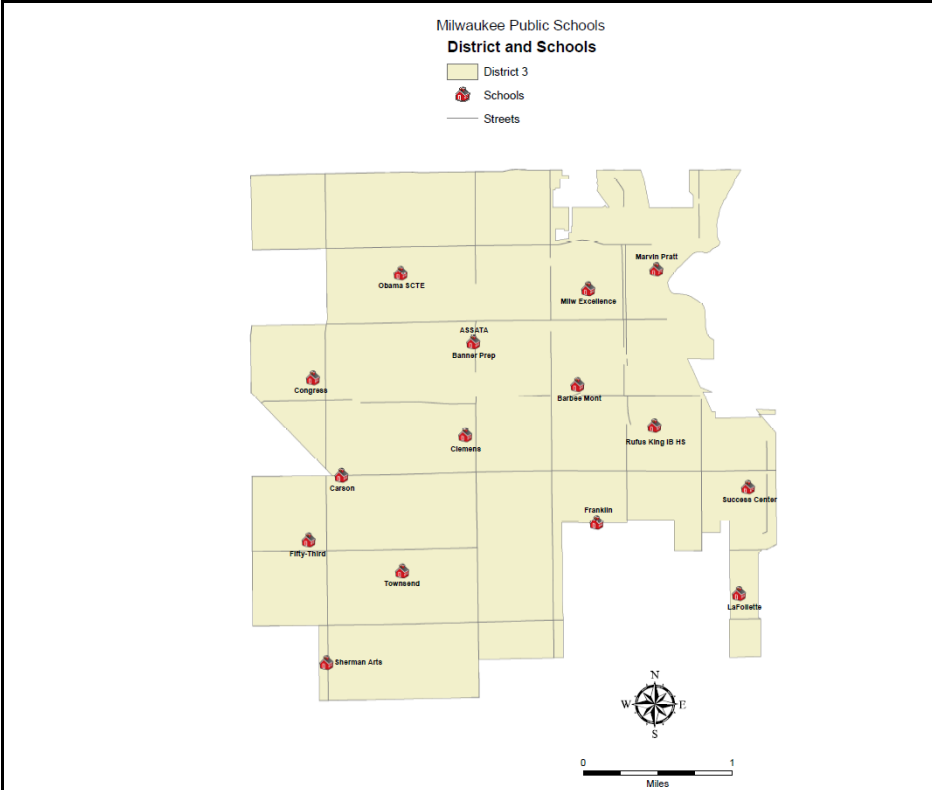 Milwaukee Public Schools
District and Schools
District 3
Schools
Streets
Marvin Pratt
Obama SCTE
Milw Excellence
ASSATA
Banner Prep
Congress
Barbee Mont
Clemens
Rufus King IB HS
Carson
Success Center
Franklin
Fifty-Third
Townsend
LaFollette
Sherman Arts
N
W E
S
0 1
Miles